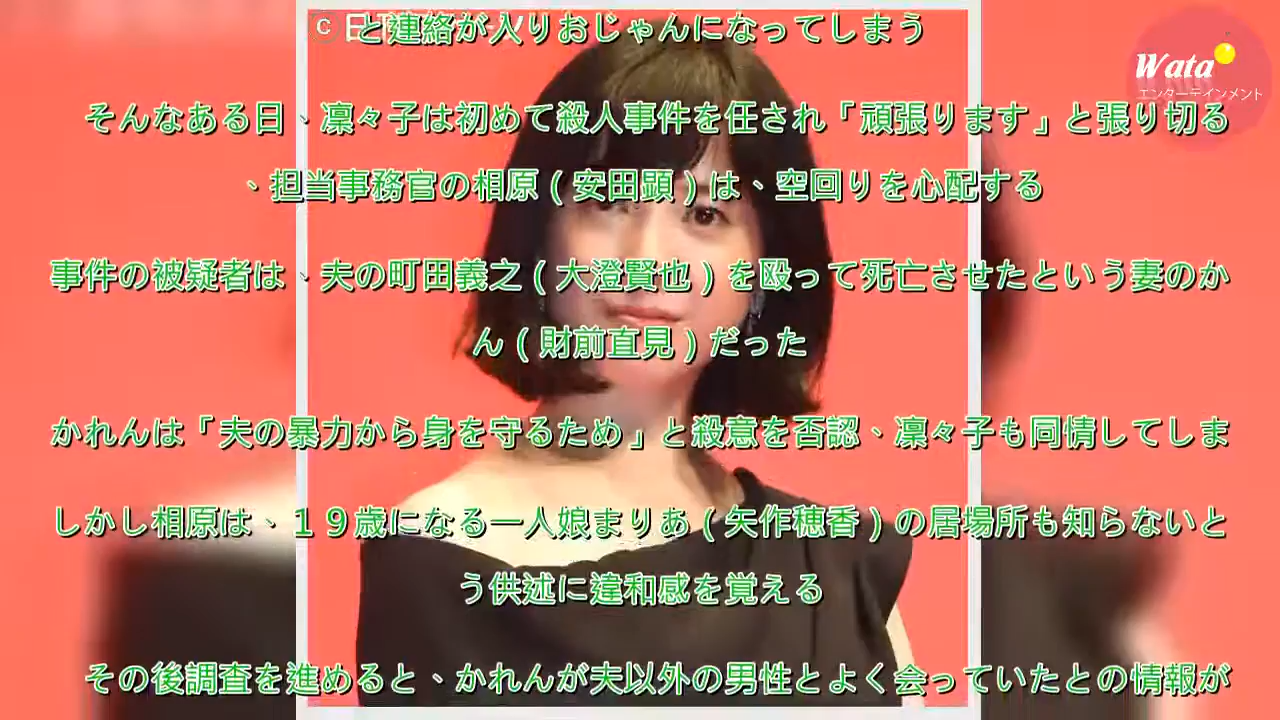 と連絡が入りおじゃんになってしまう
Wata
エンターテインメント
そんなある日、凛々子は初めて殺人事件を任され「頑張ります」と張り切る
、担当事務官の相原(安田顕)は、空回りを心配する
事件の被疑者は、夫の町田義之(大澄賢也)を殴って死亡させたという妻のか
ん(財前直見)だった
かれんは「夫の暴力から身を守るため」と殺意を否認、凛々子も同情してしま
しかし相原は、19歳になる一人娘まりあ(矢作穂香)の居場所も知らないと
う供述に違和感を覚える
その後調査を進めると、かれんが夫以外の男性とよく会っていたとの情報が